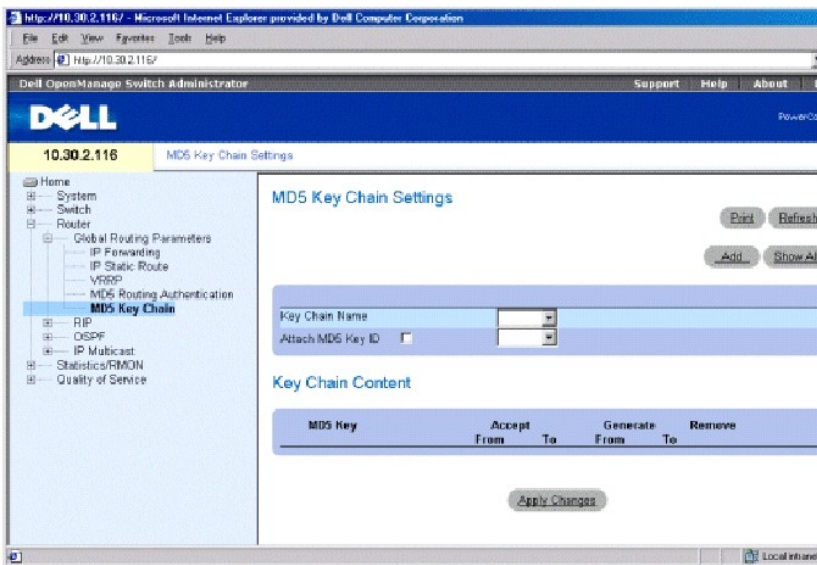 http://10.30.2.116/ - Microsoft Internet Explorer provided by Dell Computer Corporation
File Edit View Favorites Tools Help
Address http://10.30.2.116/
Dell OpenManage Switch Administrator Support Help About
DELL
10.30.2.116 MD5 Key Chain Settings
Home
System
Switch
Router
Global Routing Parameters
IP Forwarding
IP Static Route
VRRP
MD5 Routing Authentication
MD5 Key Chain
RIP
OSPF
IP Multicast
Statistics/RMON
Quality of Service
MD5 Key Chain Settings
Print Refresh
Add Show Al
Key Chain Name
Attach MD5 Key ID
Key Chain Content
MD5 Key Accept Generate Remove
From To From To
Apply Changes
Local intranet